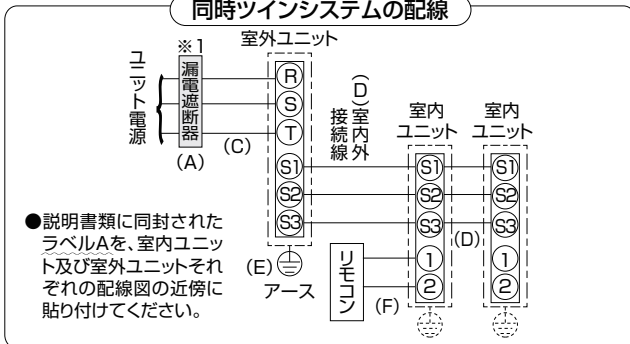 同時ツインシステムの配線
※1
室外ユニット
ユニット電源
漏電遮断器
(A)
(C)
R
S
T
S1
S2
S3
(D)室内外
接続線
室内
ユニット
室内
ユニット
S1
S2
S3
1
2
(D)
S1
S2
S3
1
2
●説明書類に同封された
ラベルAを、室内ユニッ
ト及び室外ユニットそれ
ぞれの配線図の近傍に
貼り付けてください。
(E)
アース
リモコン
(F)